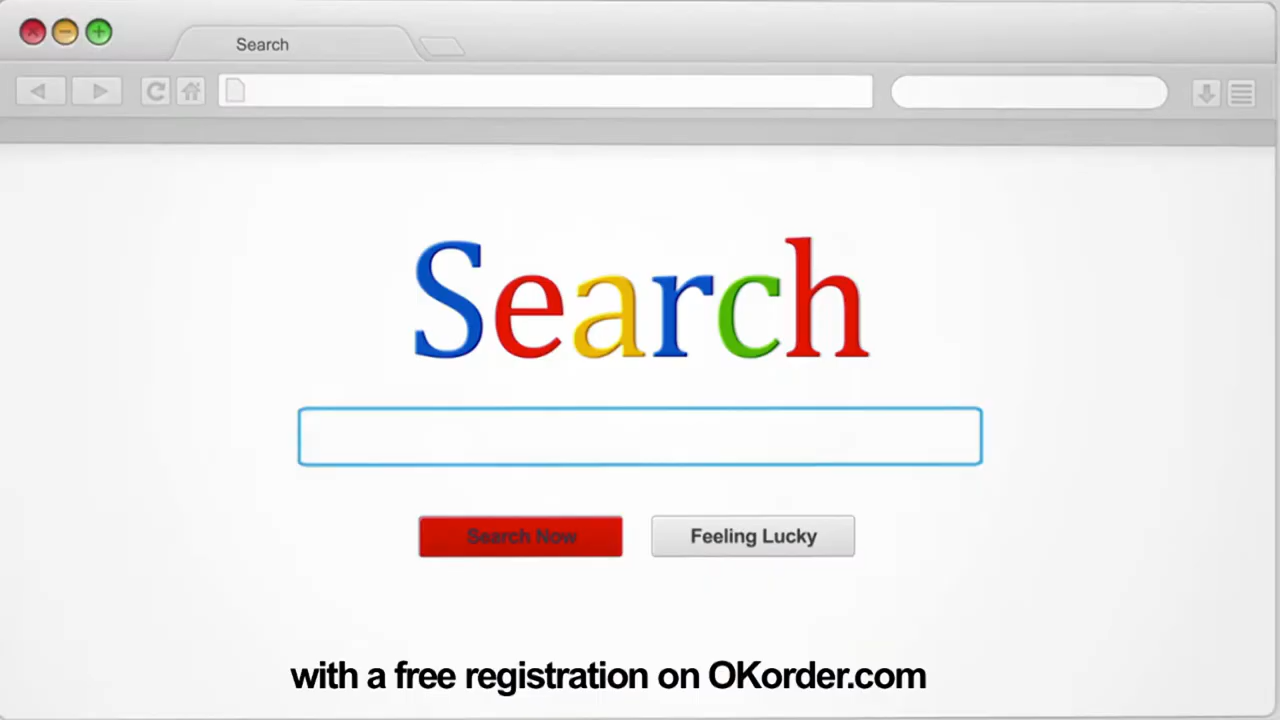 Search
Search
Search Now
Feeling Lucky
with a free registration on OKorder.com